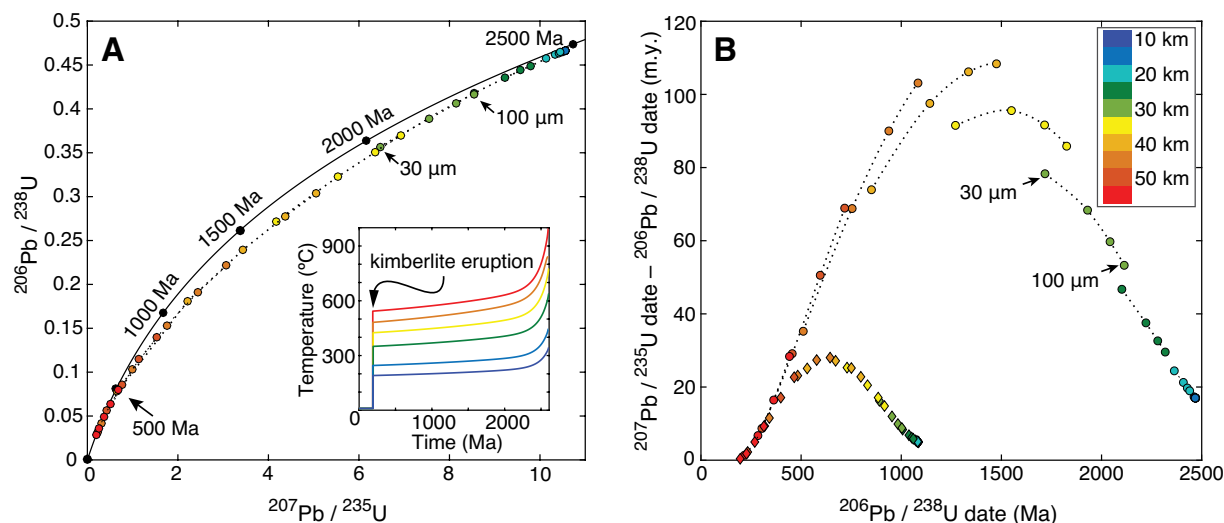 A
0.5
0.45
0.4
0.35
0.3
0.25
0.2
0.15
0.1
0.05
0
²⁰⁶Pb / ²³⁸U
0
2
4
6
8
10
²⁰⁷Pb / ²³⁵U
500 Ma
1000 Ma
1500 Ma
2000 Ma
2500 Ma
100 µm
30 µm
kimberlite eruption
Temperature (°C)
900
600
300
0
1000
2000
Time (Ma)
B
120
100
80
60
40
20
0
²⁰⁷Pb / ²³⁵U date – ²⁰⁶Pb / ²³⁸U date (m.y.)
0
500
1000
1500
2000
2500
²⁰⁶Pb / ²³⁸U date (Ma)
30 µm
100 µm
10 km
20 km
30 km
40 km
50 km